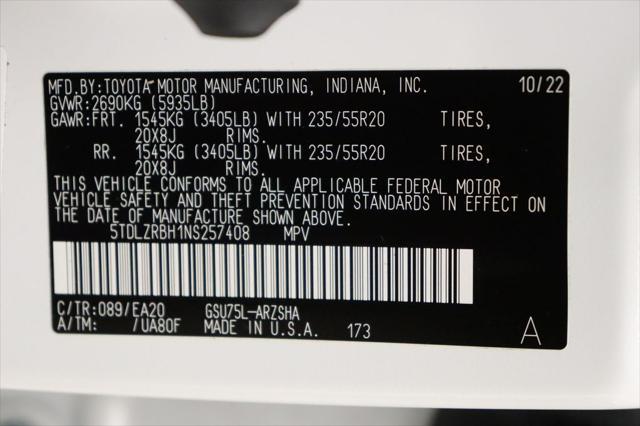 MFD.BY:TOYOTA MOTOR MANUFACTURING, INDIANA, INC. 10/22
GVWR:2690KG (5935LB)
GAWR:FRT. 1545KG (3405LB) WITH 235/55R20 TIRES,
20X8J RIMS.
RR. 1545KG (3405LB) WITH 235/55R20 TIRES,
20X8J RIMS.
THIS VEHICLE CONFORMS TO ALL APPLICABLE FEDERAL MOTOR
VEHICLE SAFETY AND THEFT PREVENTION STANDARDS IN EFFECT ON
THE DATE OF MANUFACTURE SHOWN ABOVE.
5TDLZRBH1NS257408 MPV
C/TR:089/EA20 GSU75L-ARZSHA
A/TM: /UA80F MADE IN U.S.A. 173 A